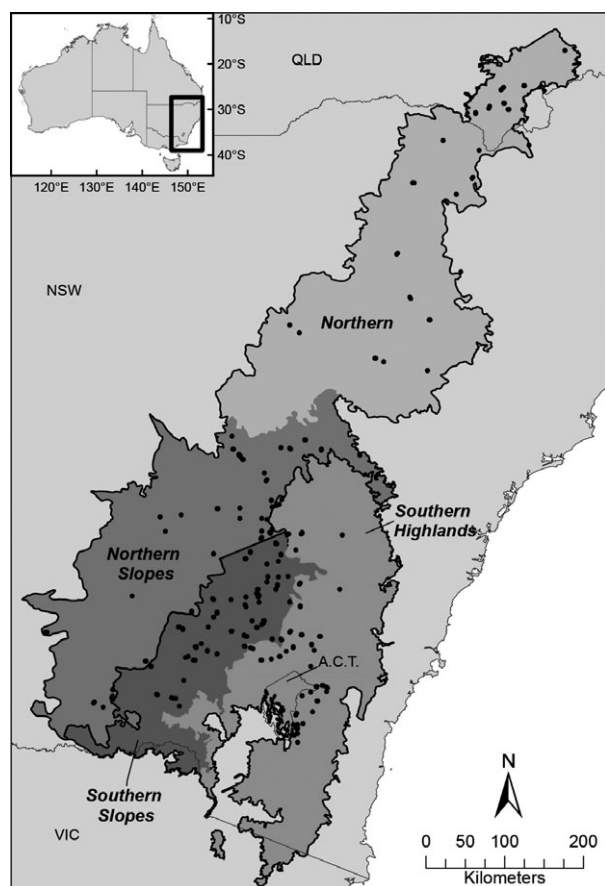 10°S
QLD
20°S
30°S
40°S
120°E 130°E 140°E 150°E
NSW
Northern
Southern
Highlands
Northern
Slopes
A.C.T.
N
Southern
Slopes
VIC
0 50 100 200
Kilometers